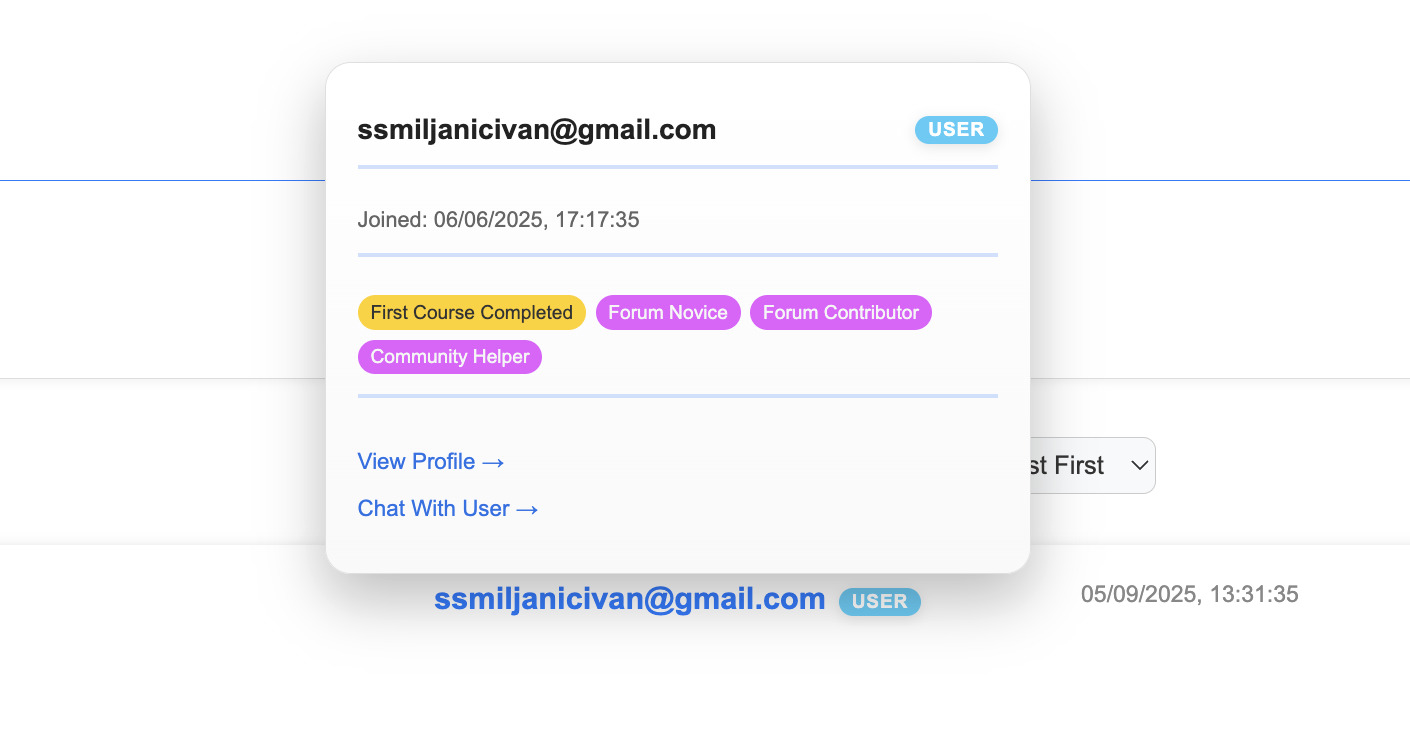 ssmiljanicivan@gmail.com USER
Joined: 06/06/2025, 17:17:35
First Course Completed Forum Novice Forum Contributor
Community Helper
st First
View Profile →
Chat With User →
ssmiljanicivan@gmail.com USER 05/09/2025, 13:31:35